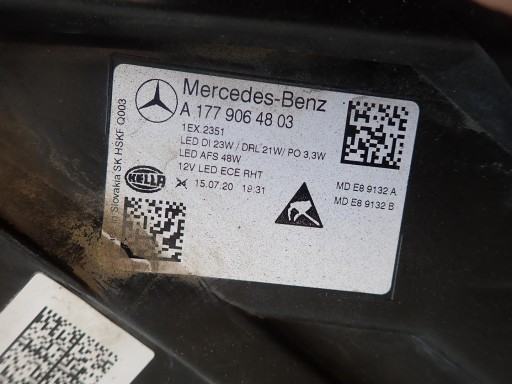 Mercedes-Benz
A 177 906 48 03
1EX.2351
LED DI 23W / DRL 21W / PO 3,3W
LED AFS 48W
12V LED ECE RHT
HELLA
15.07.20 18:31
MD E8 9132 A
MD E8 9132 B
Slovakia SK HSKF Q003